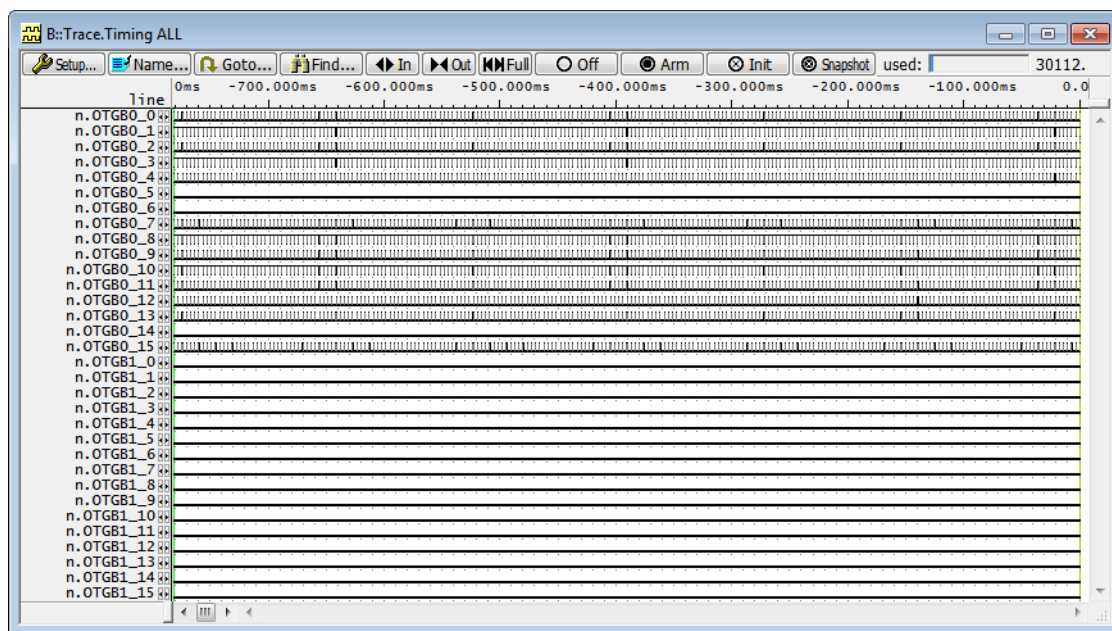 B::Trace.Timing ALL
Setup... Name... Goto... Find... In Out Full Off Arm Init Snapshot used: 30112.
0ms -700.000ms -600.000ms -500.000ms -400.000ms -300.000ms -200.000ms -100.000ms 0.0
line
n.OTGB0_0
n.OTGB0_1
n.OTGB0_2
n.OTGB0_3
n.OTGB0_4
n.OTGB0_5
n.OTGB0_6
n.OTGB0_7
n.OTGB0_8
n.OTGB0_9
n.OTGB0_10
n.OTGB0_11
n.OTGB0_12
n.OTGB0_13
n.OTGB0_14
n.OTGB0_15
n.OTGB1_0
n.OTGB1_1
n.OTGB1_2
n.OTGB1_3
n.OTGB1_4
n.OTGB1_5
n.OTGB1_6
n.OTGB1_7
n.OTGB1_8
n.OTGB1_9
n.OTGB1_10
n.OTGB1_11
n.OTGB1_12
n.OTGB1_13
n.OTGB1_14
n.OTGB1_15